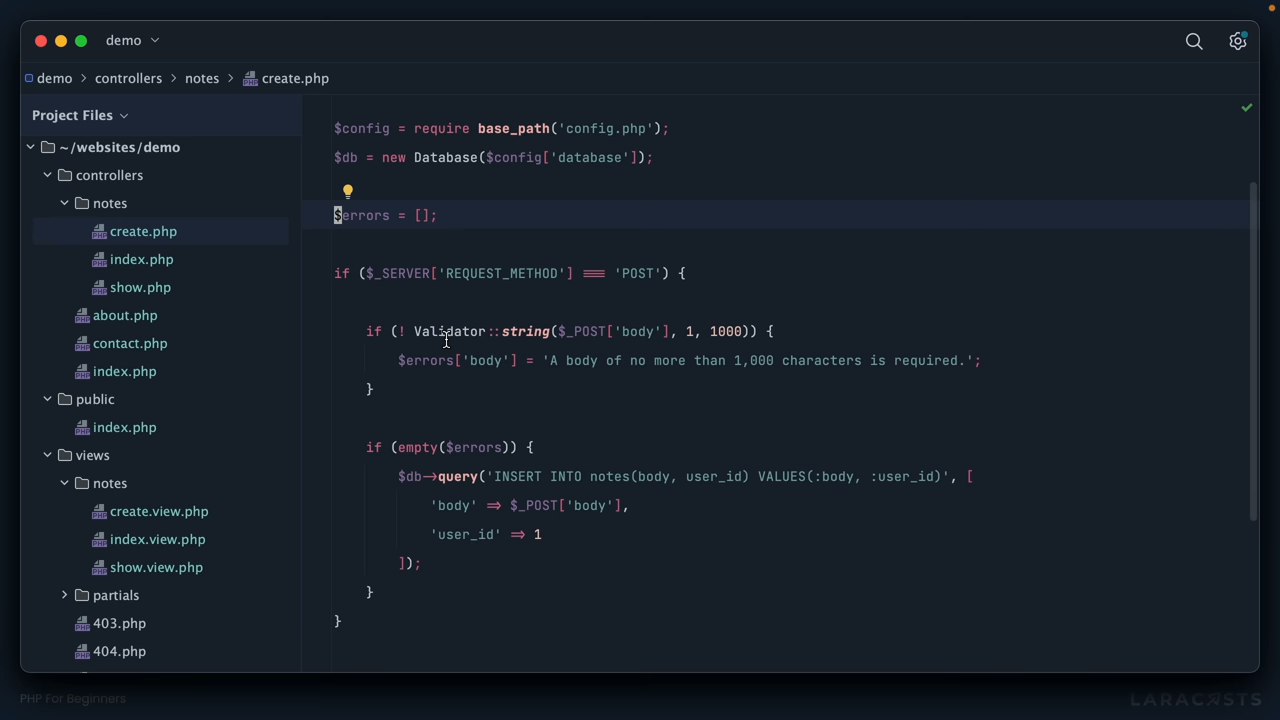 demo
demo > controllers > notes > create.php
Project Files
~/websites/demo
controllers
notes
create.php
index.php
show.php
about.php
contact.php
index.php
public
index.php
views
notes
create.view.php
index.view.php
show.view.php
partials
403.php
404.php
$config = require base_path('config.php');
$db = new Database($config['database']);
$errors = [];
if ($_SERVER['REQUEST_METHOD'] === 'POST') {
if (! Validator::string($_POST['body'], 1, 1000)) {
$errors['body'] = 'A body of no more than 1,000 characters is required.';
}
if (empty($errors)) {
$db->query('INSERT INTO notes(body, user_id) VALUES(:body, :user_id)', [
'body' => $_POST['body'],
'user_id' => 1
]);
}
}
PHP For Beginners
LARACASTS